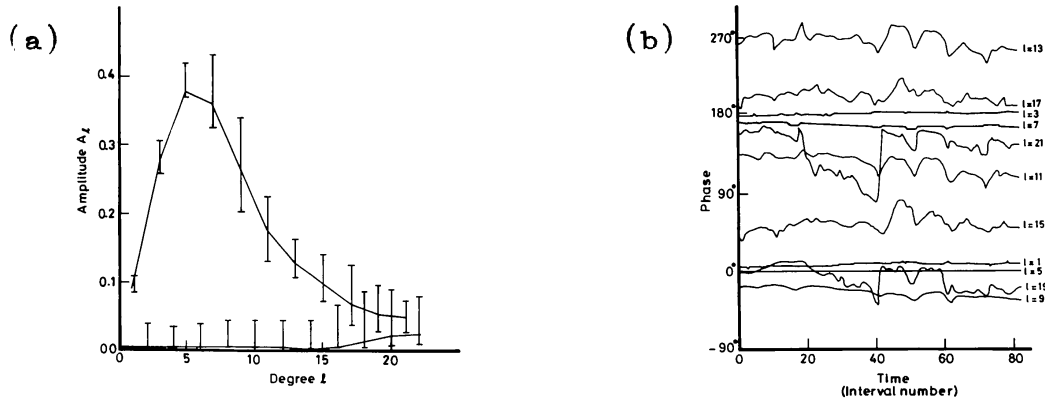 (a)
Amplitude Aℓ
0.4
0.3
0.2
0.1
0.0
0
5
10
15
20
Degree ℓ
(b)
Phase
270°
180°
90°
0°
-90°
0
20
40
60
80
Time
(Interval number)
l=13
l=17
l=3
l=7
l=21
l=11
l=15
l=1
l=5
l=19
l=9